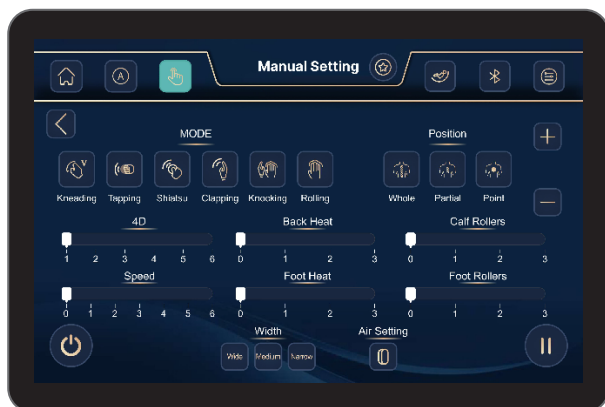 Manual Setting
A
MODE
Position
V
Kneading Tapping Shiatsu Clapping Knocking Rolling
Whole Partial Point
4D
Back Heat
Calf Rollers
1 2 3 4 5 6
0 1 2 3
0 1 2 3
Speed
Foot Heat
Foot Rollers
0 1 2 3 4 5 6
0 1 2 3
0 1 2 3
Width
Air Setting
Wide Medium Narrow